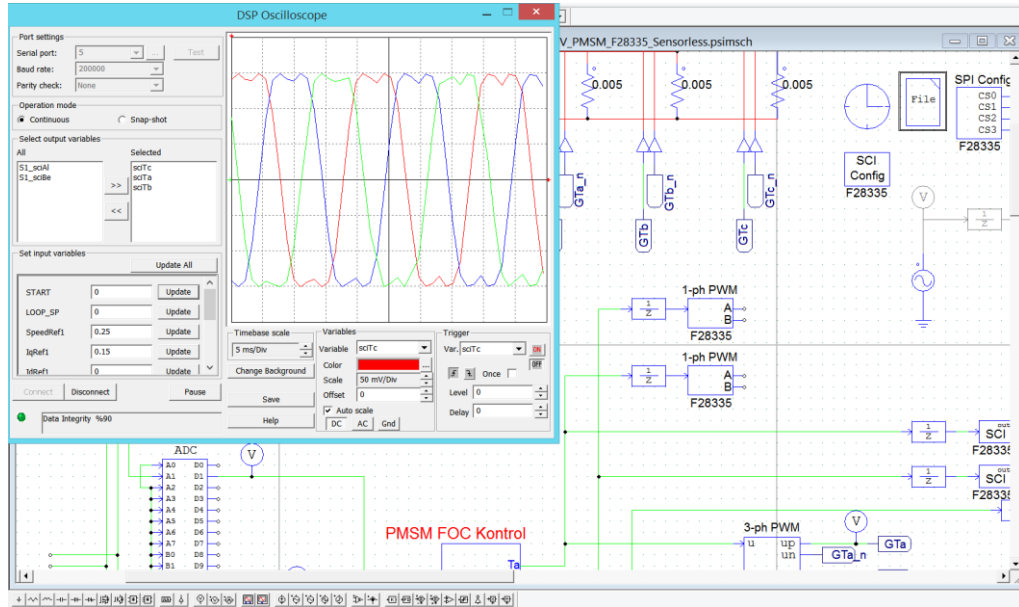 DSP Oscilloscope
Port settings
Serial port: 5 ... Test
Baud rate: 200000
Parity check: None
Operation mode
Continuous Snap-shot
Select output variables
All Selected
S1_sciAl
S1_sciBe
>>
<<
sciTc
sciTa
sciTb
Set input variables
Update All
START 0 Update
LOOP_SP 0 Update
SpeedRef1 0.25 Update
IqRef1 0.15 Update
IdRef1 0 Update
Connect Disconnect Pause
Data Integrity %90
Timebase scale
5 ms/Div
Change Background
Save
Help
Variables
Variable sciTc
Color ...
Scale 50 mV/Div
Offset 0
Auto scale
DC AC Gnd
Trigger
Var. sciTc ON
OFF
Once
Level 0
Delay 0
V_PMSM_F28335_Sensorless.psimsch
0.005 0.005 0.005
File
SPI Config
CS0
CS1
CS2
CS3
F28335
SCI
Config
F28335
GTa_n
GTb_n
GTc_n
GTb
GTc
V
1
z
1-ph PWM
1
z
A
B
F28335
1-ph PWM
1
z
A
B
F28335
1
z
out
SCI
F28335
1
z
out
SCI
F28335
ADC
A0 D0
A1 D1
A2 D2
A3 D3
A4 D4
A5 D5
A6 D6
A7 D7
B0 D8
B1 D9
V
PMSM FOC Kontrol
Ta
3-ph PWM
u up
un
V
GTa
GTa_n